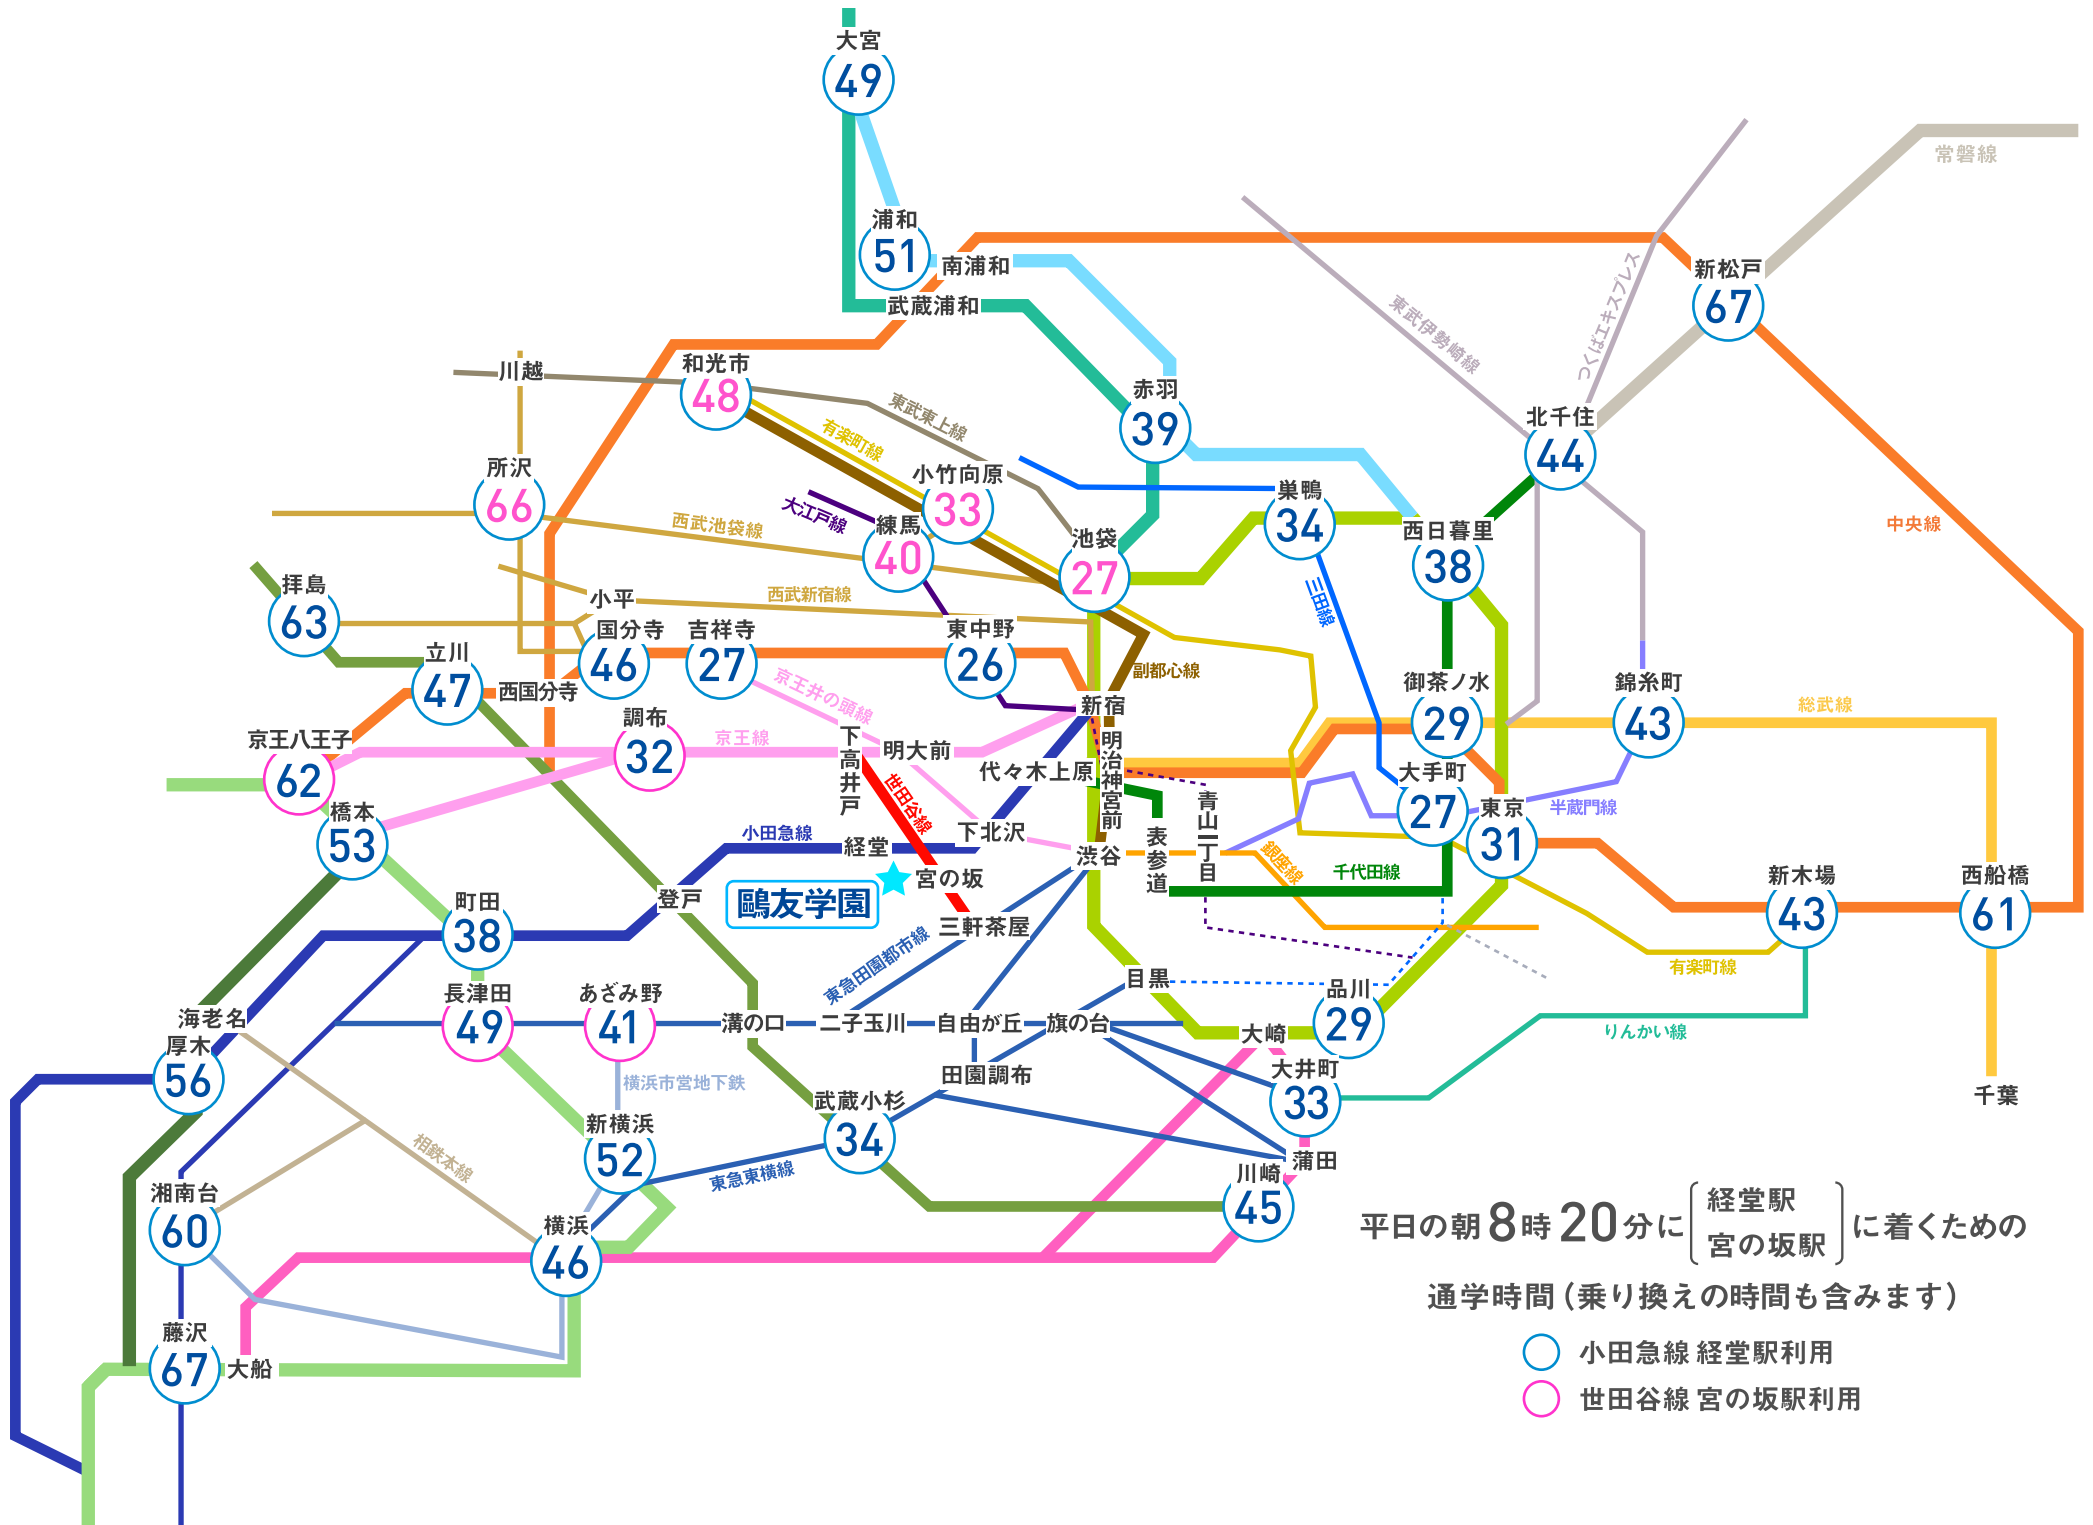 大宮
49
常磐線
浦和
51
南浦和
新松戸
67
武蔵浦和
東武伊勢崎線
つくばエキスプレス
川越
和光市
48
東武東上線
有楽町線
赤羽
39
北千住
44
所沢
66
小竹向原
33
大江戸線
練馬
40
巣鴨
34
西武池袋線
池袋
27
西日暮里
38
中央線
拝島
63
小平
西武新宿線
三田線
国分寺
46
吉祥寺
27
東中野
26
立川
47
西国分寺
副都心線
京王井の頭線
新宿
御茶ノ水
29
錦糸町
43
総武線
京王八王子
62
調布
32
京王線
下高井戸
明大前
明治神宮前
代々木上原
大手町
27
東京
31
半蔵門線
青山一丁目
表参道
橋本
53
世田谷線
小田急線
経堂
下北沢
渋谷
銀座線
千代田線
新木場
43
西船橋
61
宮の坂
鷗友学園
町田
38
登戸
三軒茶屋
東急田園都市線
目黒
有楽町線
長津田
49
あざみ野
41
溝の口
二子玉川
自由が丘
旗の台
品川
29
大崎
りんかい線
海老名
厚木
56
横浜市営地下鉄
田園調布
大井町
33
千葉
武蔵小杉
34
新横浜
52
相鉄本線
東急東横線
蒲田
川崎
45
湘南台
60
横浜
46
藤沢
67
大船
平日の朝8時20分に 経堂駅 宮の坂駅 に着くための
通学時間(乗り換えの時間も含みます)
小田急線 経堂駅利用
世田谷線 宮の坂駅利用